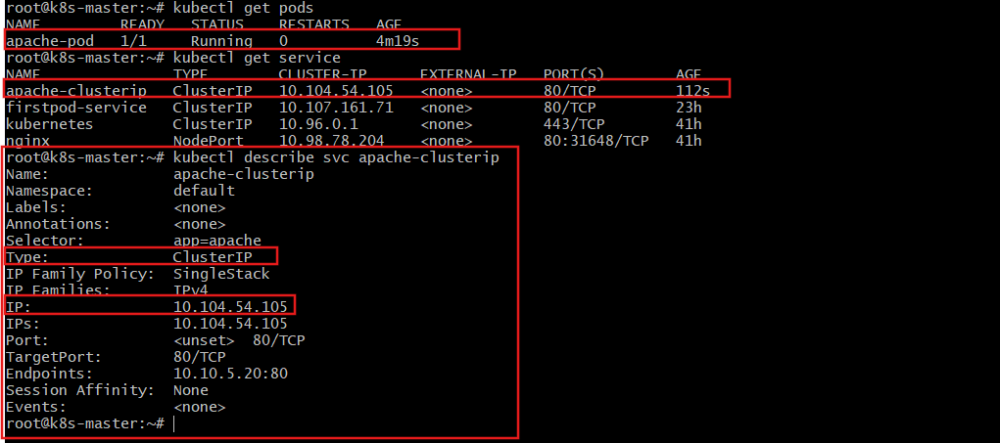 root@k8s-master:~# kubectl get pods
NAME         READY   STATUS    RESTARTS   AGE
apache-pod   1/1     Running   0          4m19s
root@k8s-master:~# kubectl get service
NAME               TYPE        CLUSTER-IP      EXTERNAL-IP   PORT(S)        AGE
apache-clusterip   ClusterIP   10.104.54.105   <none>        80/TCP         112s
firstpod-service   ClusterIP   10.107.161.71   <none>        80/TCP         23h
kubernetes         ClusterIP   10.96.0.1       <none>        443/TCP        41h
nginx              NodePort    10.98.78.204    <none>        80:31648/TCP   41h
root@k8s-master:~# kubectl describe svc apache-clusterip
Name:              apache-clusterip
Namespace:         default
Labels:            <none>
Annotations:       <none>
Selector:          app=apache
Type:              ClusterIP
IP Family Policy:  SingleStack
IP Families:       IPv4
IP:                10.104.54.105
IPs:               10.104.54.105
Port:              <unset>  80/TCP
TargetPort:        80/TCP
Endpoints:         10.10.5.20:80
Session Affinity:  None
Events:            <none>
root@k8s-master:~#